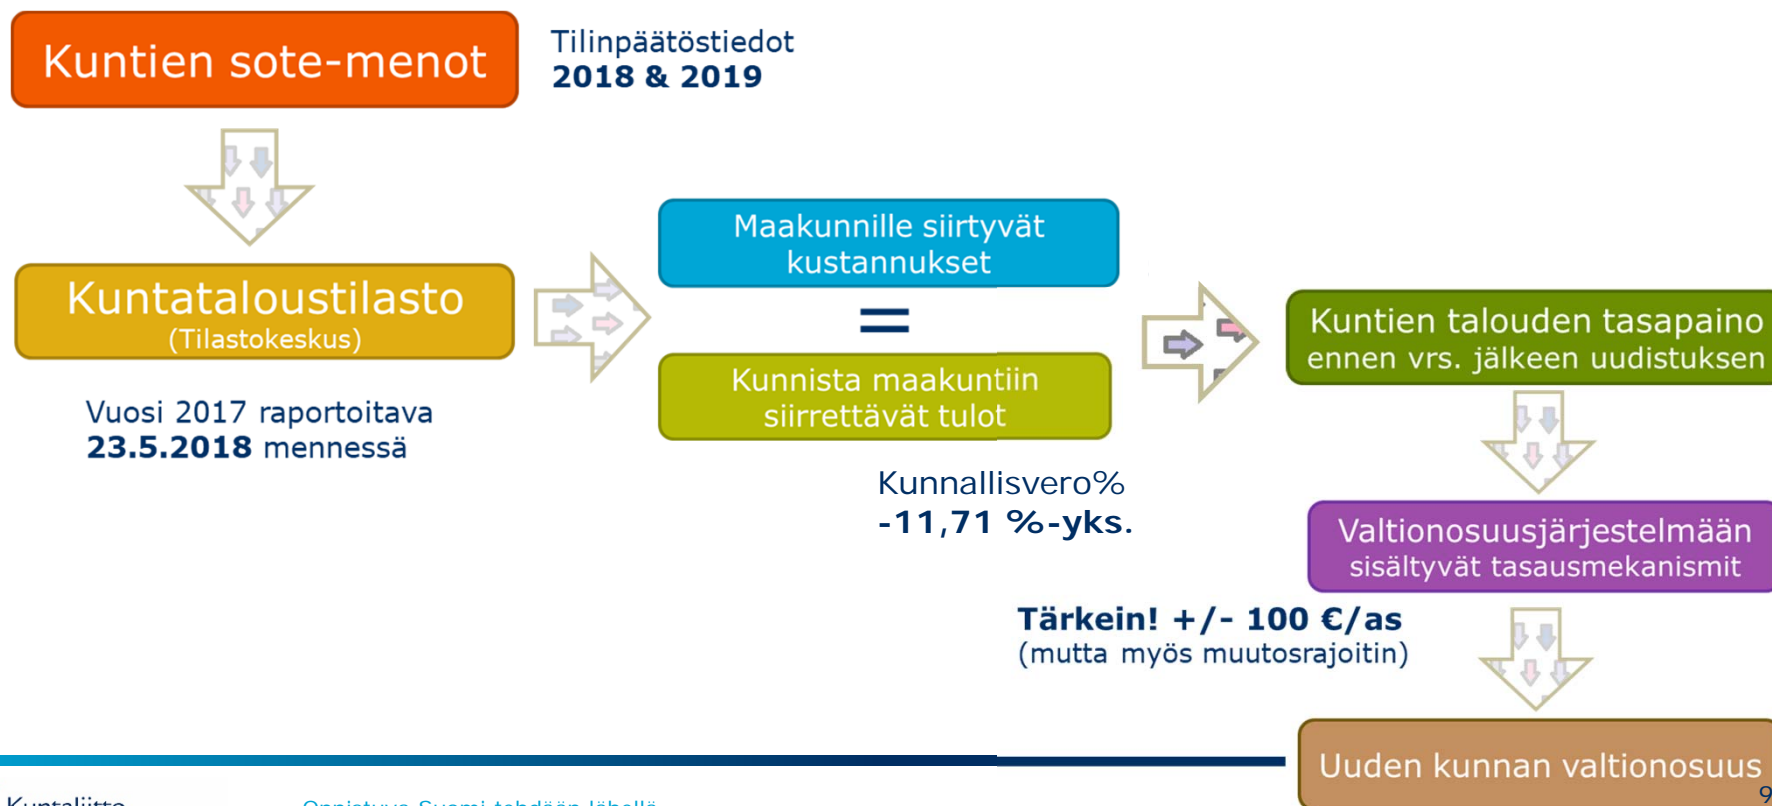 Kuntien sote-menot
Tilinpäätöstiedot
2018 & 2019
Kuntataloustilasto
(Tilastokeskus)
Vuosi 2017 raportoitava
23.5.2018 mennessä
Maakunnille siirtyvät
kustannukset
=
Kunnista maakuntiin
siirrettävät tulot
Kunnallisvero%
-11,71 %-yks.
Kuntien talouden tasapaino
ennen vrs. jälkeen uudistuksen
Valtionosuusjärjestelmään
sisältyvät tasausmekanismit
Tärkein! +/- 100 €/as
(mutta myös muutosrajoitin)
Uuden kunnan valtionosuus
9